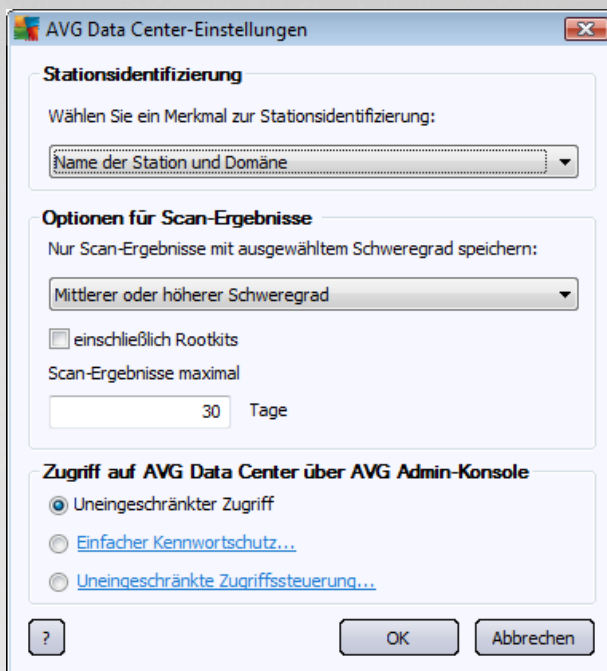 AVG Data Center-Einstellungen
Stationsidentifizierung
Wählen Sie ein Merkmal zur Stationsidentifizierung:
Name der Station und Domäne
Optionen für Scan-Ergebnisse
Nur Scan-Ergebnisse mit ausgewähltem Schweregrad speichern:
Mittlerer oder höherer Schweregrad
einschließlich Rootkits
Scan-Ergebnisse maximal
30 Tage
Zugriff auf AVG Data Center über AVG Admin-Konsole
Uneingeschränkter Zugriff
Einfacher Kennwortschutz...
Uneingeschränkte Zugriffssteuerung...
? OK Abbrechen